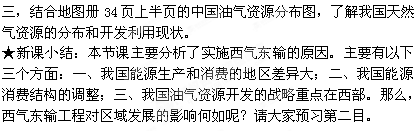 三，结合地图册34页上半页的中国油气资源分布图，了解我国天然
气资源的分布和开发利用现状。
★新课小结：本节课主要分析了实施西气东输的原因。主要有以下
三个方面：一、我国能源生产和消费的地区差异大；二、我国能源
消费结构的调整；三、我国油气资源开发的战略重点在西部。那么，
西气东输工程对区域发展的影响何如呢？请大家预习第二目。